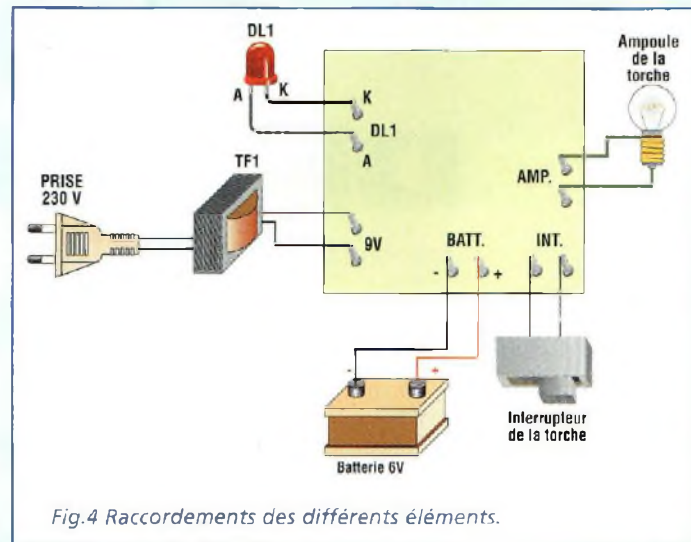 DL1
A
K
K
DL1
A
Ampoule
de la
torche
AMP.
TF1
PRISE
230 V
9V
BATT.
INT.
-
+
-
+
Interrupteur
de la torche
Batterie 6V
Fig.4 Raccordements des différents éléments.